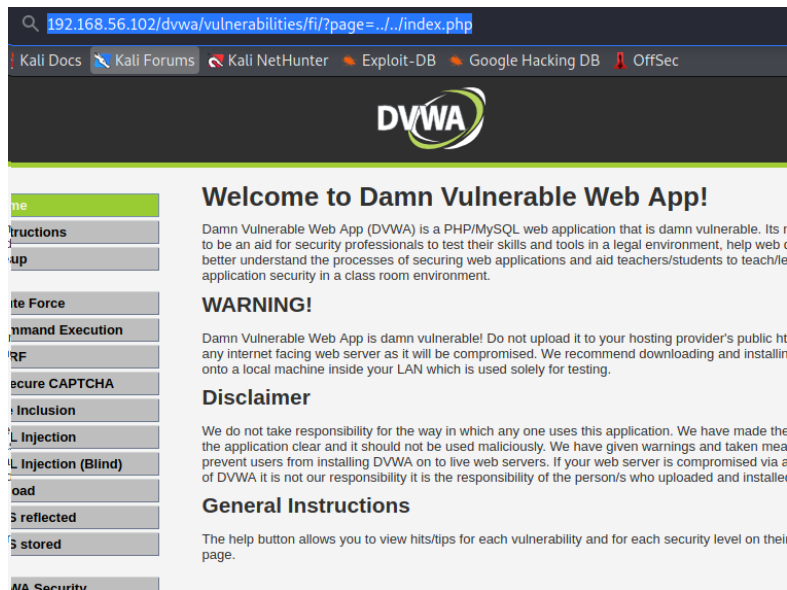 192.168.56.102/dvwa/vulnerabilities/fi/?page=../../index.php
Kali Docs Kali Forums Kali NetHunter Exploit-DB Google Hacking DB OffSec
DVWA
me
tructions
up
te Force
mmand Execution
RF
ecure CAPTCHA
Inclusion
L Injection
L Injection (Blind)
oad
S reflected
S stored
WA Security
Welcome to Damn Vulnerable Web App!
Damn Vulnerable Web App (DVWA) is a PHP/MySQL web application that is damn vulnerable. Its
to be an aid for security professionals to test their skills and tools in a legal environment, help web
better understand the processes of securing web applications and aid teachers/students to teach/le
application security in a class room environment.
WARNING!
Damn Vulnerable Web App is damn vulnerable! Do not upload it to your hosting provider's public ht
any internet facing web server as it will be compromised. We recommend downloading and installin
onto a local machine inside your LAN which is used solely for testing.
Disclaimer
We do not take responsibility for the way in which any one uses this application. We have made the
the application clear and it should not be used maliciously. We have given warnings and taken mea
prevent users from installing DVWA on to live web servers. If your web server is compromised via a
of DVWA it is not our responsibility it is the responsibility of the person/s who uploaded and installe
General Instructions
The help button allows you to view hits/tips for each vulnerability and for each security level on their
page.